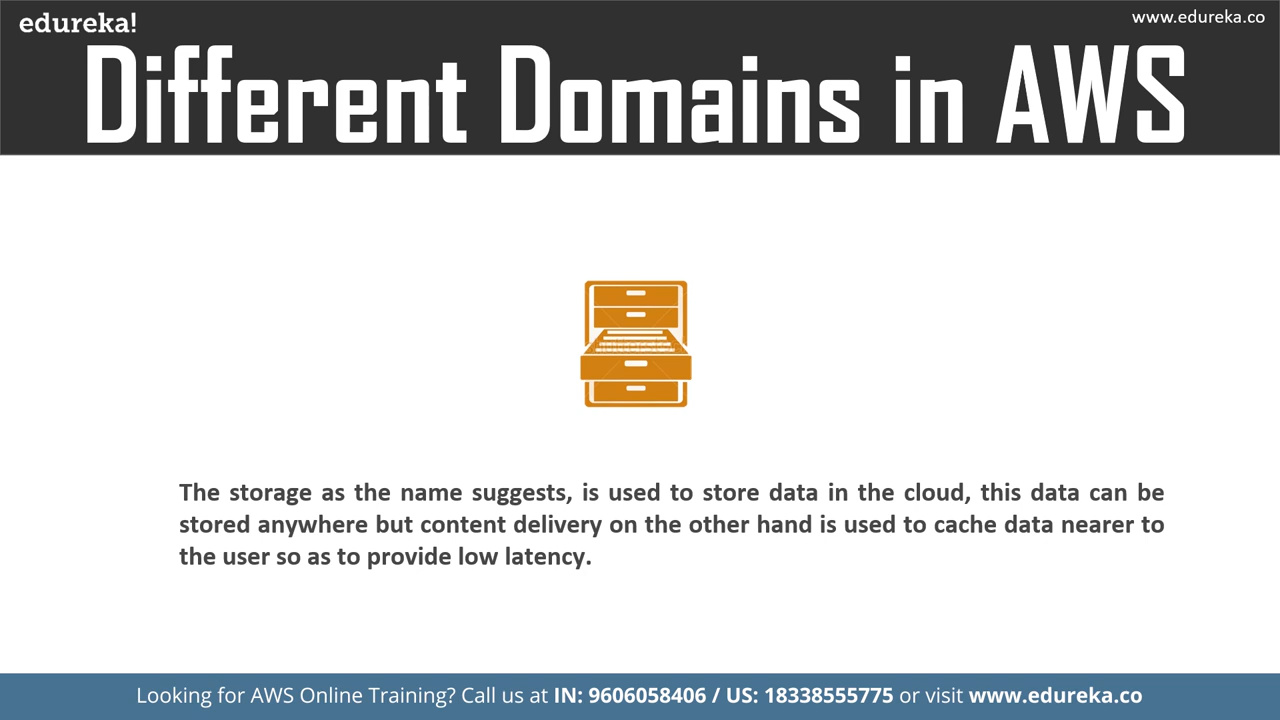 edureka!
www.edureka.co
Different Domains in AWS
The storage as the name suggests, is used to store data in the cloud, this data can be
stored anywhere but content delivery on the other hand is used to cache data nearer to
the user so as to provide low latency.
Looking for AWS Online Training? Call us at IN: 9606058406 / US: 18338555775 or visit www.edureka.co